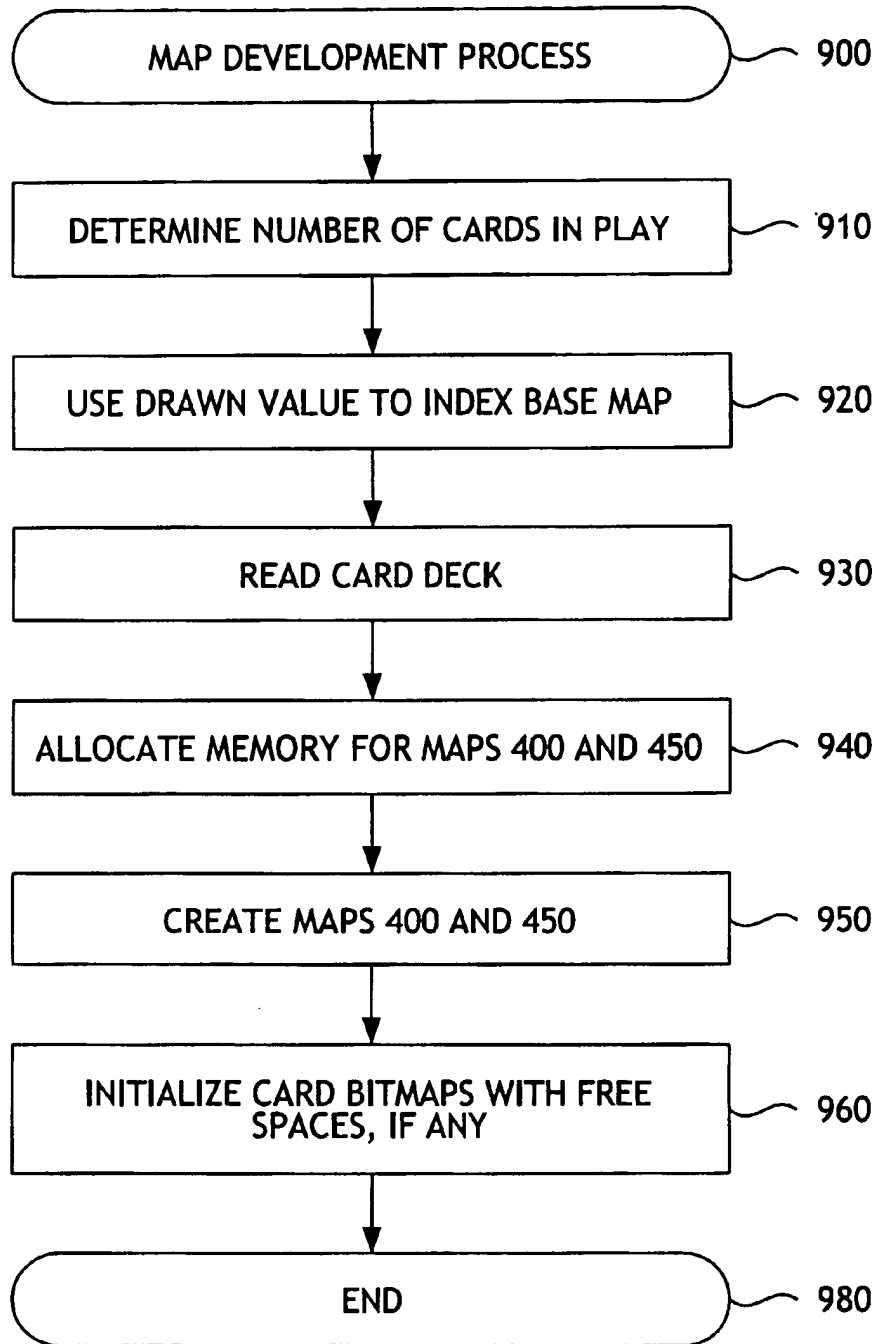 MAP DEVELOPMENT PROCESS
900
DETERMINE NUMBER OF CARDS IN PLAY
910
USE DRAWN VALUE TO INDEX BASE MAP
920
READ CARD DECK
930
ALLOCATE MEMORY FOR MAPS 400 AND 450
940
CREATE MAPS 400 AND 450
950
INITIALIZE CARD BITMAPS WITH FREE
SPACES, IF ANY
960
END
980